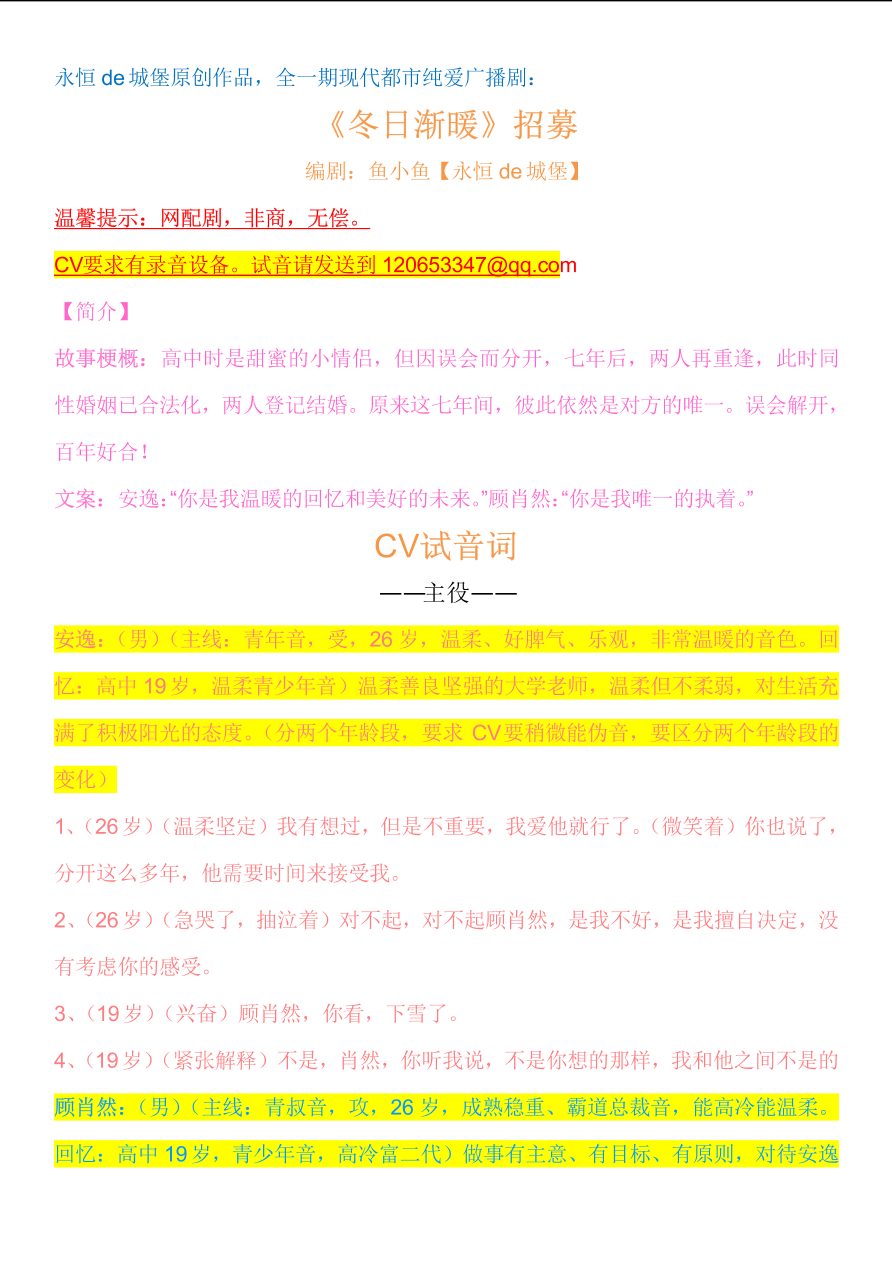 永恒 de 城堡原创作品，全一期现代都市纯爱广播剧：
《冬日渐暖》招募
编剧：鱼小鱼【永恒 de 城堡】
温馨提示：网配剧，非商，无偿。
CV要求有录音设备。试音请发送到 120653347@qq.com
【简介】
故事梗概：高中时是甜蜜的小情侣，但因误会而分开，七年后，两人再重逢，此时同
性婚姻已合法化，两人登记结婚。原来这七年间，彼此依然是对方的唯一。误会解开，
百年好合！
文案：安逸：“你是我温暖的回忆和美好的未来。”顾肖然：“你是我唯一的执着。”
CV试音词
——主役——
安逸：（男）（主线：青年音，受，26 岁，温柔、好脾气、乐观，非常温暖的音色。回
忆：高中 19 岁，温柔青少年音）温柔善良坚强的大学老师，温柔但不柔弱，对生活充
满了积极阳光的态度。（分两个年龄段，要求 CV要稍微能伪音，要区分两个年龄段的
变化）
1、（26 岁）（温柔坚定）我有想过，但是不重要，我爱他就行了。（微笑着）你也说了，
分开这么多年，他需要时间来接受我。
2、（26 岁）（急哭了，抽泣着）对不起，对不起顾肖然，是我不好，是我擅自决定，没
有考虑你的感受。
3、（19 岁）（兴奋）顾肖然，你看，下雪了。
4、（19 岁）（紧张解释）不是，肖然，你听我说，不是你想的那样，我和他之间不是的
顾肖然：（男）（主线：青叔音，攻，26 岁，成熟稳重、霸道总裁音，能高冷能温柔。
回忆：高中 19 岁，青少年音，高冷富二代）做事有主意、有目标、有原则，对待安逸